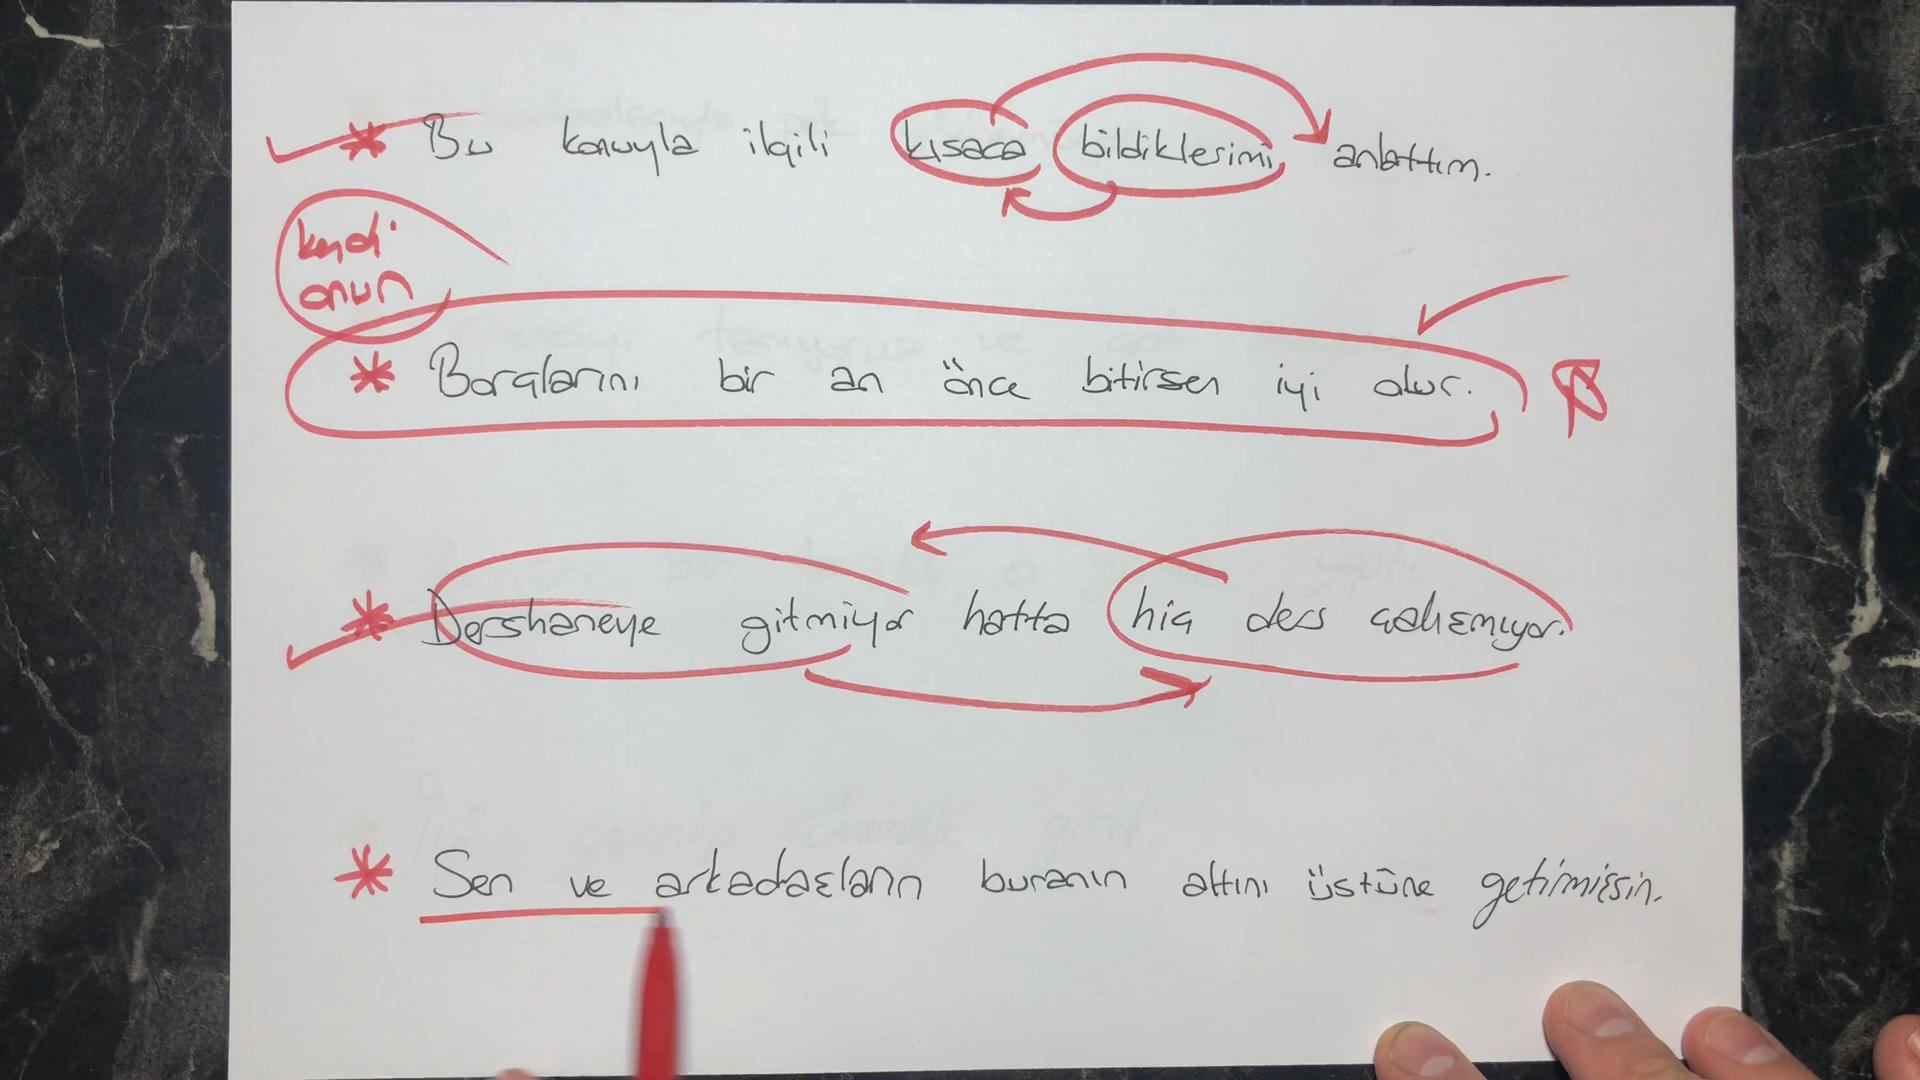 * Bu konuyla ilgili kısaca bildiklerimi anlattım.
kendi
onun
* Borçlarını bir an önce bitirsen iyi olur.
* Dershaneye gitmiyor hatta hiç ders çalışmıyor.
* Sen ve arkadaşların buranın altını üstüne getirmişsin.